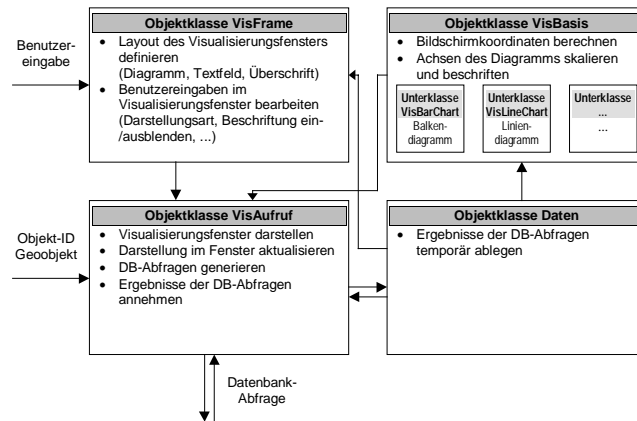 Benutzer-
eingabe
Objektklasse VisFrame
• Layout des Visualisierungsfensters
definieren
(Diagramm, Textfeld, Überschrift)
• Benutzereingaben im
Visualisierungsfenster bearbeiten
(Darstellungsart, Beschriftung ein-
/ausblenden, ...)
Objektklasse VisBasis
• Bildschirmkoordinaten berechnen
• Achsen des Diagramms skalieren
und beschriften
Unterklasse
VisBarChart
Balken-
diagramm
Unterklasse
VisLineChart
Linien-
diagramm
Unterklasse
...
...
Objekt-ID
Geoobjekt
Objektklasse VisAufruf
• Visualisierungsfenster darstellen
• Darstellung im Fenster aktualisieren
• DB-Abfragen generieren
• Ergebnisse der DB-Abfragen
annehmen
Objektklasse Daten
• Ergebnisse der DB-Abfragen
temporär ablegen
Datenbank-
Abfrage